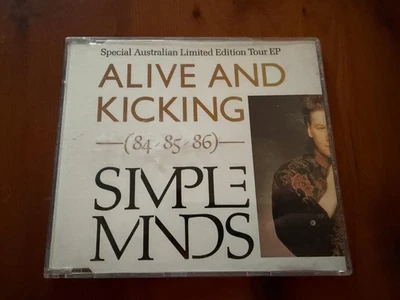 Special Australian Limited Edition Tour EP
ALIVE AND
KICKING
(84/85/86)
SIMPLE
MINDS